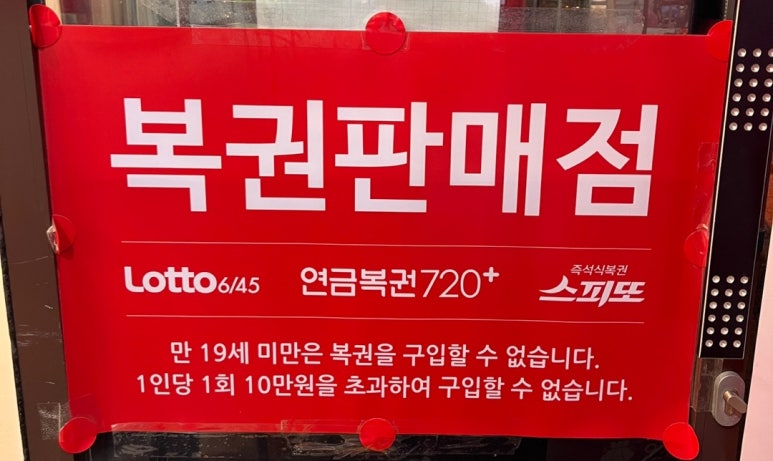 복권판매점
Lotto 6/45 연금복권720+ 즉석식복권 스피또
만 19세 미만은 복권을 구입할 수 없습니다.
1인당 1회 10만원을 초과하여 구입할 수 없습니다.